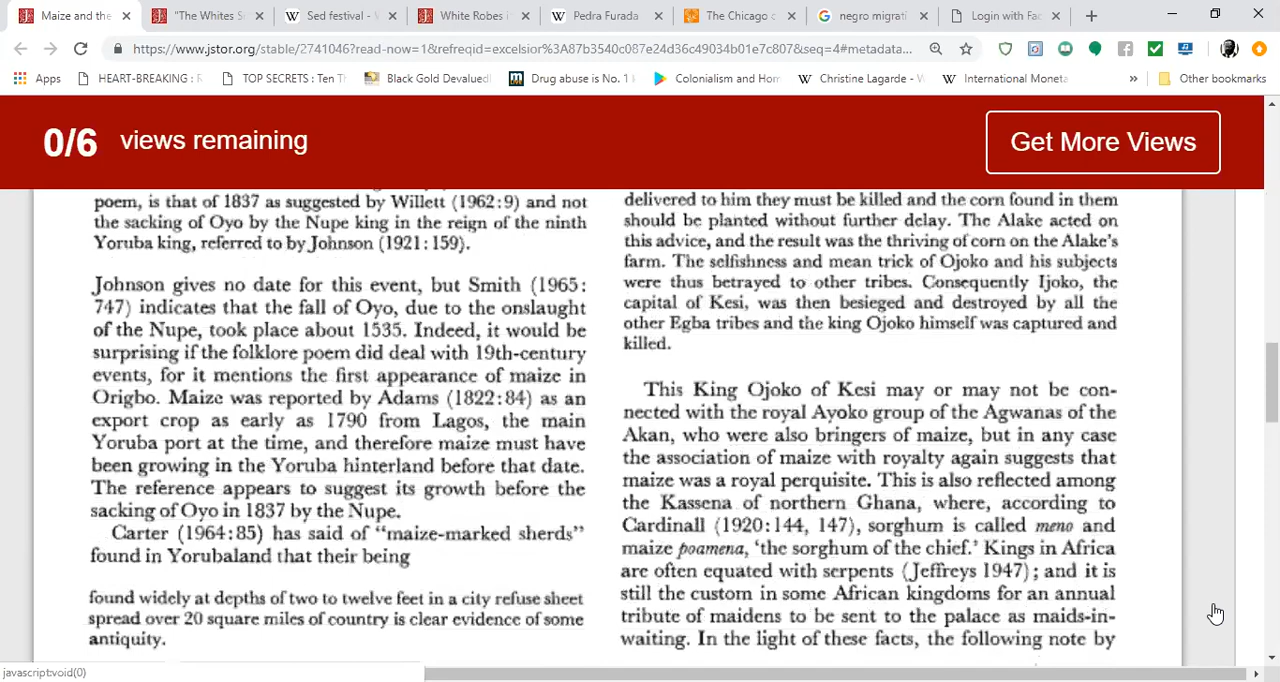 Maize and the
"The Whites S
Sed festival - W
White Robes i
Pedra Furada
The Chicago
negro migrati
Login with Fac
https://www.jstor.org/stable/2741046?read-now=1&refreqid=excelsior%3A87b3540c087e24d36c49034b01e7c807&seq=4#metadata...
Apps
HEART-BREAKING : R
TOP SECRETS : Ten Th
Black Gold Devalued
Drug abuse is No. 1
Colonialism and Hom
Christine Lagarde - W
International Moneta
»
Other bookmarks
0/6 views remaining
Get More Views
poem, is that of 1837 as suggested by Willett (1962:9) and not
the sacking of Oyo by the Nupe king in the reign of the ninth
Yoruba king, referred to by Johnson (1921:159).
Johnson gives no date for this event, but Smith (1965:
747) indicates that the fall of Oyo, due to the onslaught
of the Nupe, took place about 1535. Indeed, it would be
surprising if the folklore poem did deal with 19th-century
events, for it mentions the first appearance of maize in
Origbo. Maize was reported by Adams (1822:84) as an
export crop as early as 1790 from Lagos, the main
Yoruba port at the time, and therefore maize must have
been growing in the Yoruba hinterland before that date.
The reference appears to suggest its growth before the
sacking of Oyo in 1837 by the Nupe.
Carter (1964:85) has said of "maize-marked sherds"
found in Yorubaland that their being
found widely at depths of two to twelve feet in a city refuse sheet
spread over 20 square miles of country is clear evidence of some
antiquity.
delivered to him they must be killed and the corn found in them
should be planted without further delay. The Alake acted on
this advice, and the result was the thriving of corn on the Alake's
farm. The selfishness and mean trick of Ojoko and his subjects
were thus betrayed to other tribes. Consequently Ijoko, the
capital of Kesi, was then besieged and destroyed by all the
other Egba tribes and the king Ojoko himself was captured and
killed.
This King Ojoko of Kesi may or may not be con-
nected with the royal Ayoko group of the Agwanas of the
Akan, who were also bringers of maize, but in any case
the association of maize with royalty again suggests that
maize was a royal perquisite. This is also reflected among
the Kassena of northern Ghana, where, according to
Cardinall (1920:144, 147), sorghum is called meno and
maize poamena, 'the sorghum of the chief.' Kings in Africa
are often equated with serpents (Jeffreys 1947); and it is
still the custom in some African kingdoms for an annual
tribute of maidens to be sent to the palace as maids-in-
waiting. In the light of these facts, the following note by
javascript:void(0)